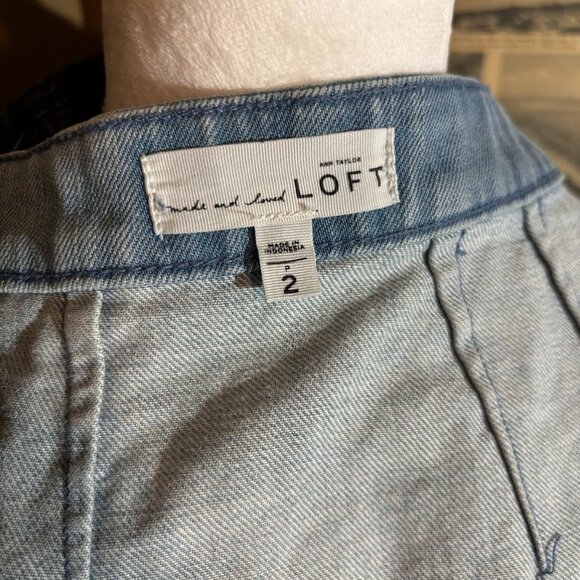 ANN TAYLOR
made and loved LOFT
MADE IN
INDONESIA
P
2